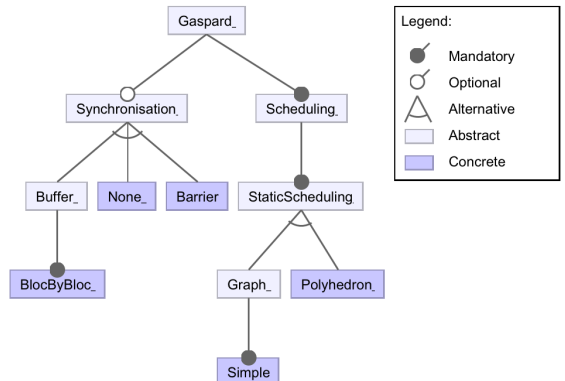 Gaspard_
Legend:
Mandatory
Optional
Alternative
Abstract
Concrete
Synchronisation_
Scheduling_
Buffer_
None_
Barrier
StaticScheduling_
BlocByBloc_
Graph_
Polyhedron_
Simple